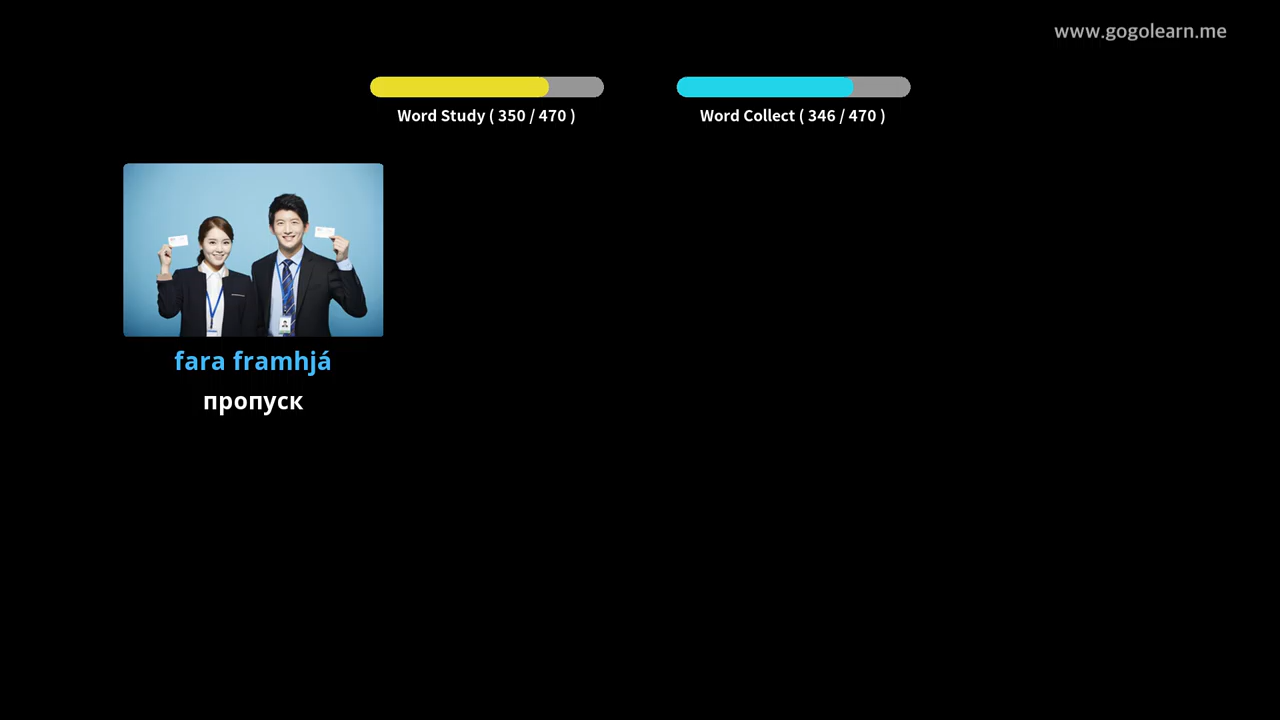 www.gogolearn.me
Word Study ( 350 / 470 )
Word Collect ( 346 / 470 )
fara framhjá
пропуск